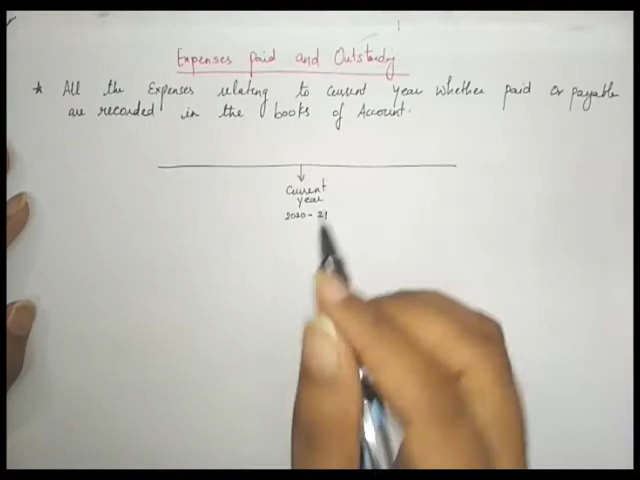 Expenses paid and Outstanding
* All the Expenses relating to current year whether paid or payable
are recorded in the books of Account.
Current
year
2020 - 21